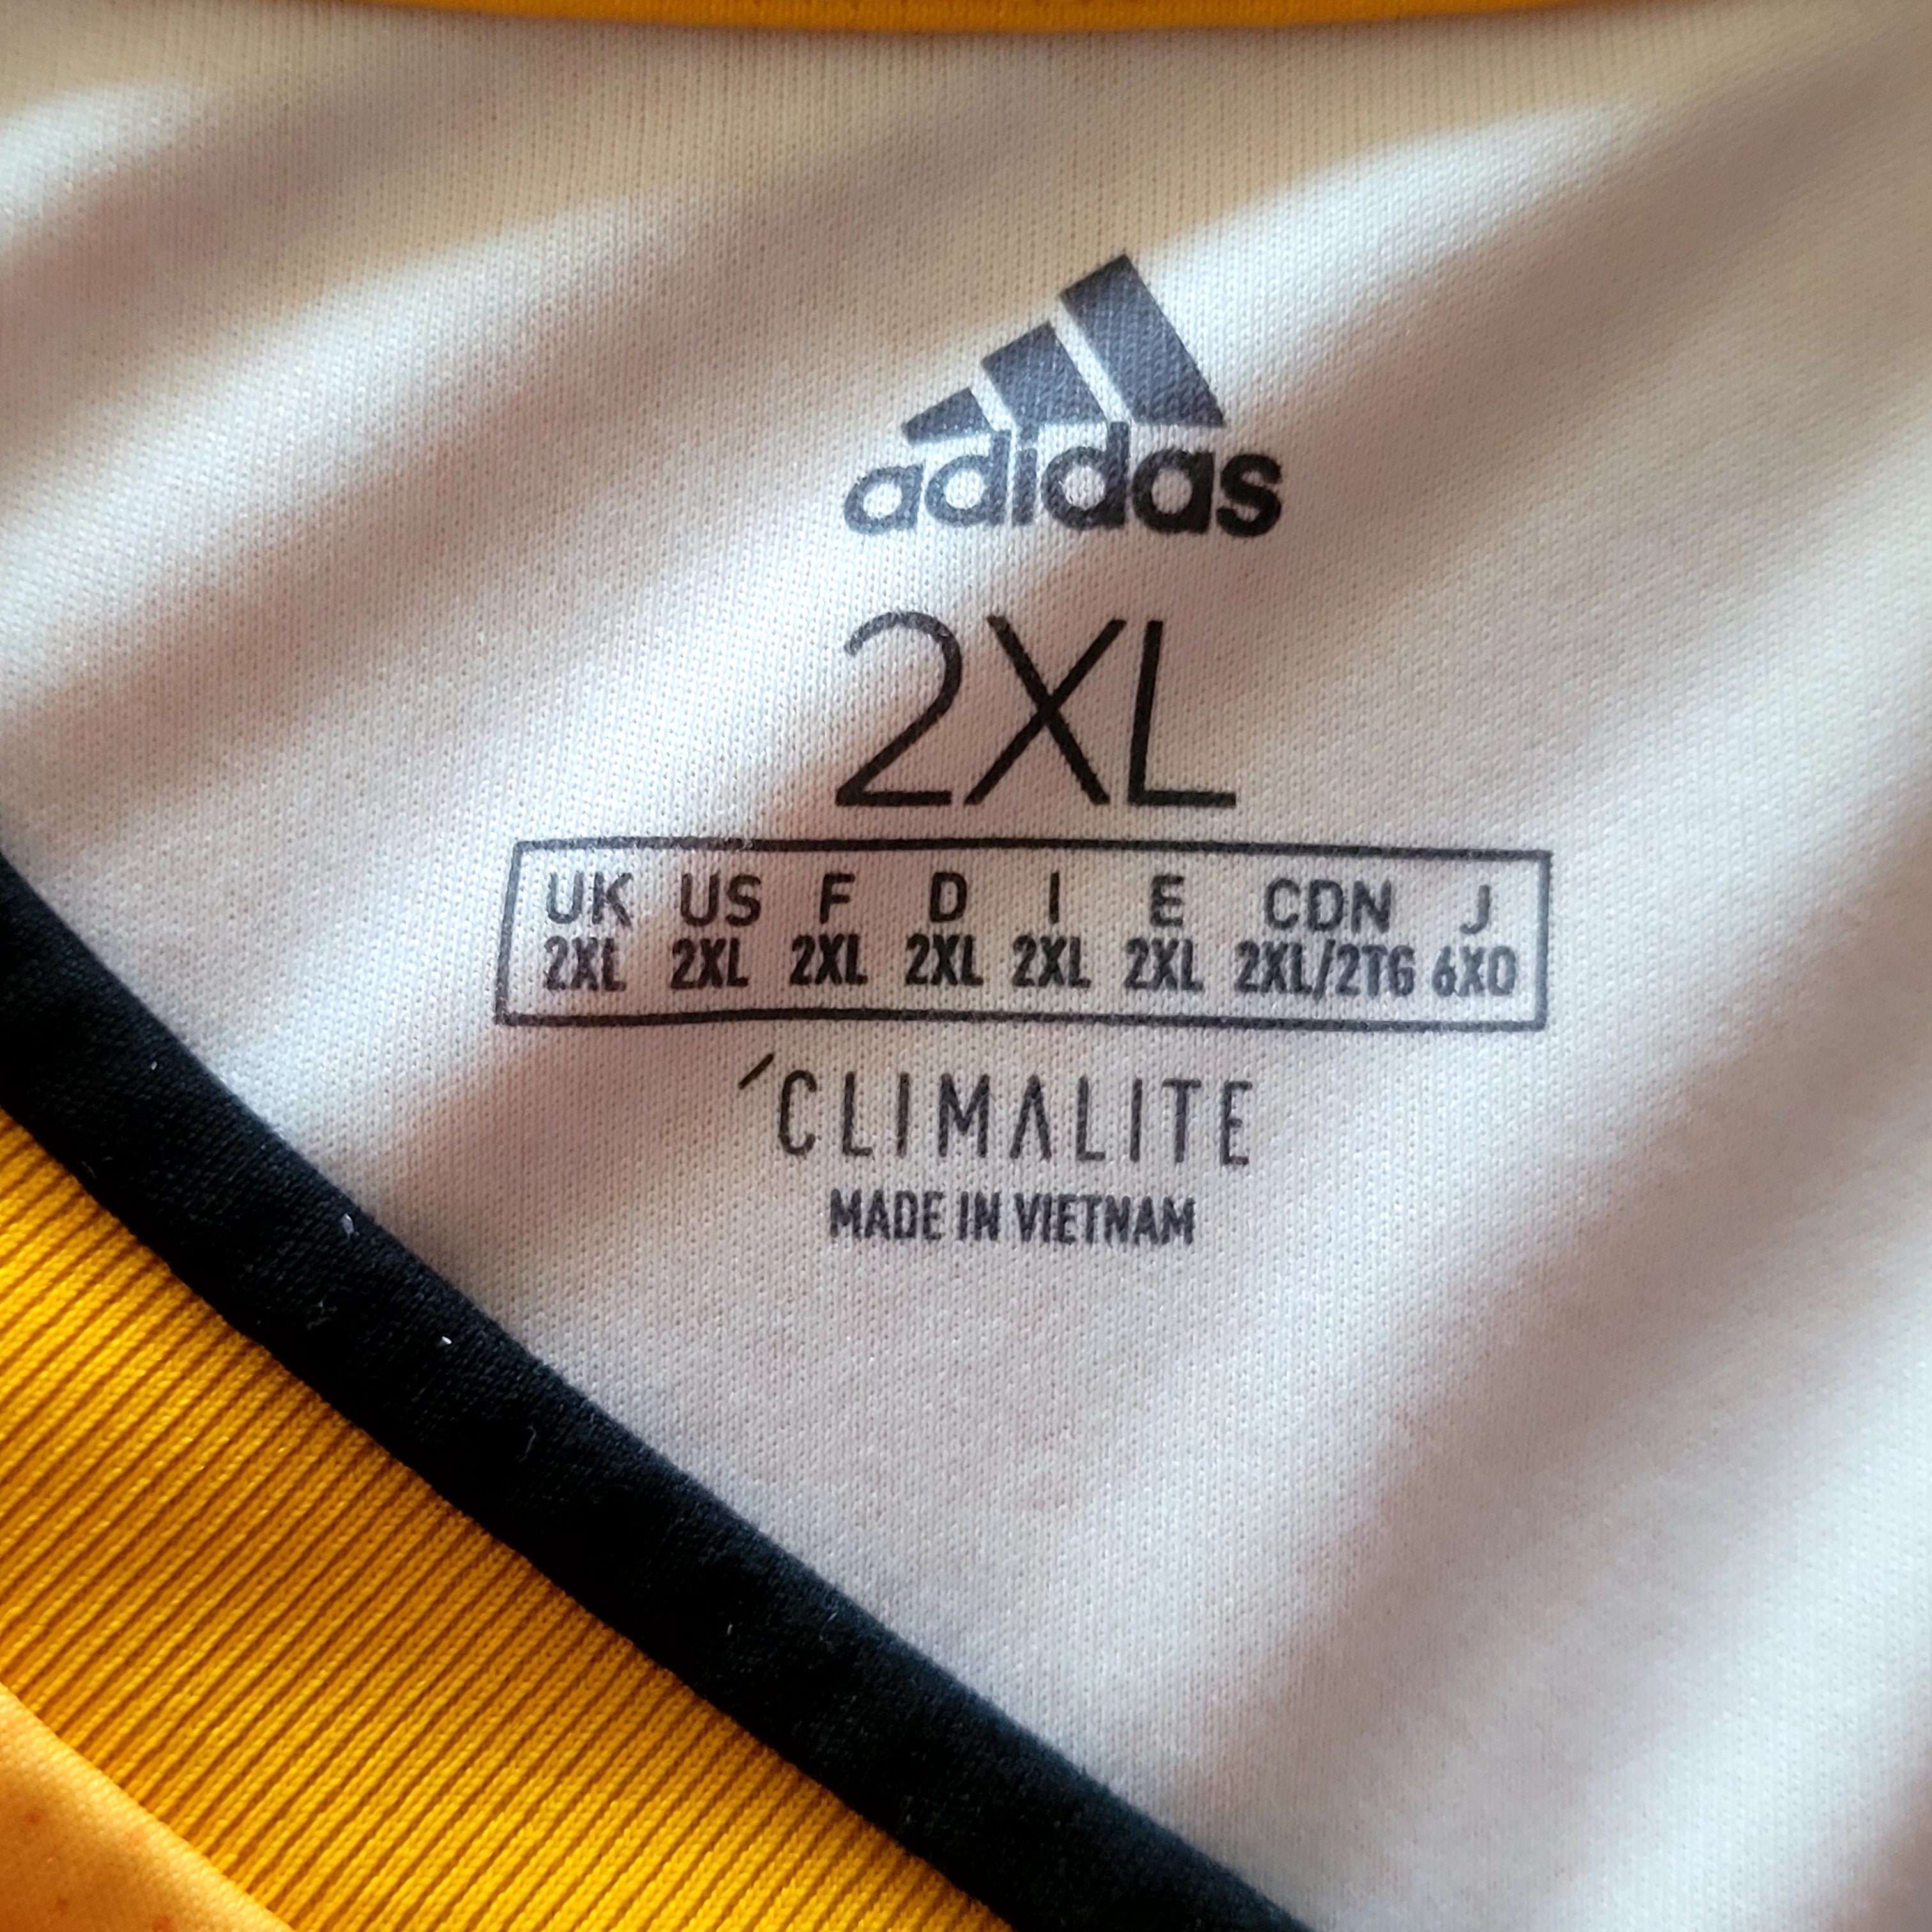 adidas
2XL
UK US F D I E CDN J
2XL 2XL 2XL 2XL 2XL 2XL 2XL/2TG 6XO
´CLIMALITE
MADE IN VIETNAM